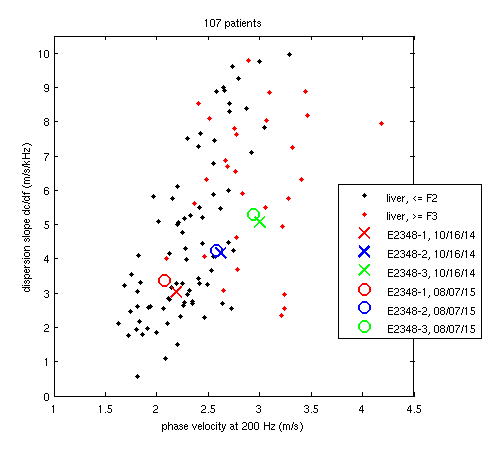 107 patients
dispersion slope dc/df (m/s/kHz)
10
9
8
7
6
5
4
3
2
1
0
liver, <= F2
liver, >= F3
E2348-1, 10/16/14
E2348-2, 10/16/14
E2348-3, 10/16/14
E2348-1, 08/07/15
E2348-2, 08/07/15
E2348-3, 08/07/15
1 1.5 2 2.5 3 3.5 4 4.5
phase velocity at 200 Hz (m/s)